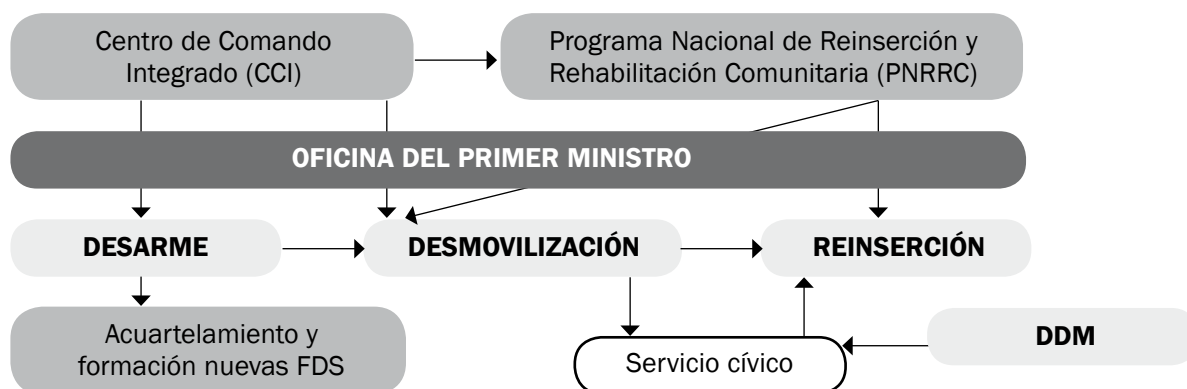 Centro de Comando
Integrado (CCI)
Programa Nacional de Reinserción y
Rehabilitación Comunitaria (PNRRC)
OFICINA DEL PRIMER MINISTRO
DESARME
DESMOVILIZACIÓN
REINSERCIÓN
Acuartelamiento y
formación nuevas FDS
Servicio cívico
DDM